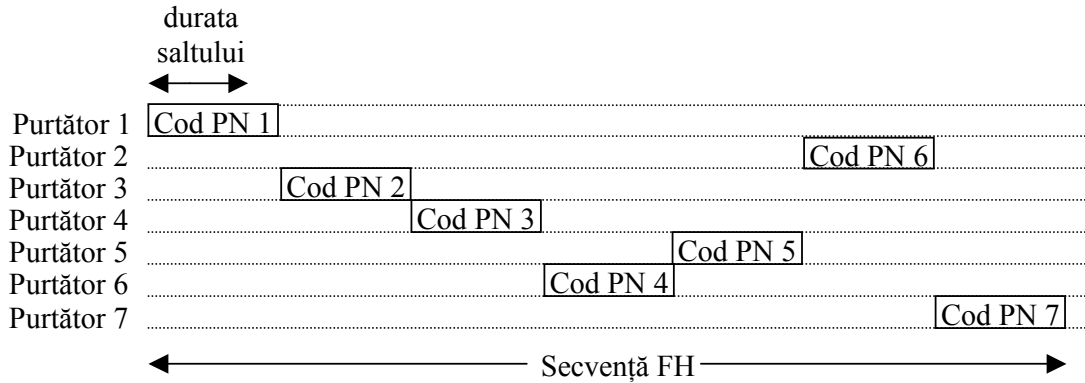 durata
saltului
Purtător 1 Cod PN 1
Purtător 2 Cod PN 6
Purtător 3 Cod PN 2
Purtător 4 Cod PN 3
Purtător 5 Cod PN 5
Purtător 6 Cod PN 4
Purtător 7 Cod PN 7
Secvență FH